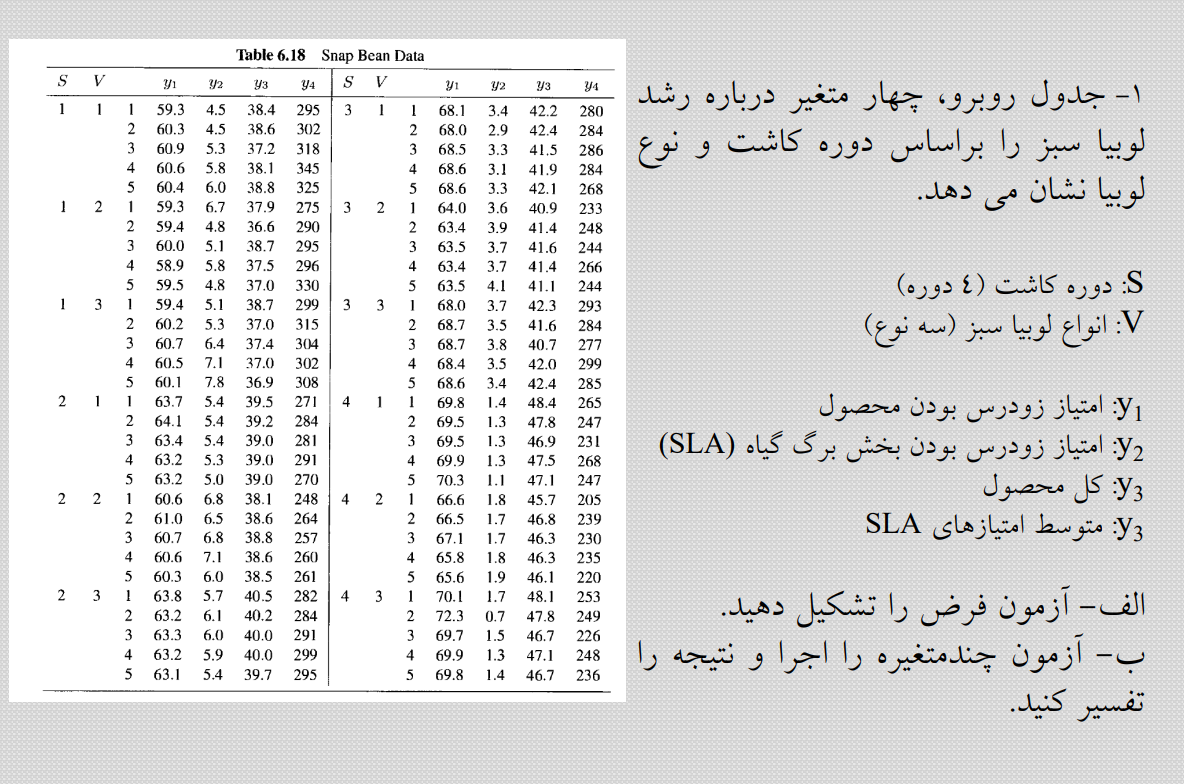 Table 6.18 Snap Bean Data
S V y1 y2 y3 y4 S V y1 y2 y3 y4
1 1 1 59.3 4.5 38.4 295 3 1 1 68.1 3.4 42.2 280
2 60.3 4.5 38.6 302 2 68.0 2.9 42.4 284
3 60.9 5.3 37.2 318 3 68.5 3.3 41.5 286
4 60.6 5.8 38.1 345 4 68.6 3.1 41.9 284
5 60.4 6.0 38.8 325 5 68.6 3.3 42.1 268
1 2 1 59.3 6.7 37.9 275 3 2 1 64.0 3.6 40.9 233
2 59.4 4.8 36.6 290 2 63.4 3.9 41.4 248
3 60.0 5.1 38.7 295 3 63.5 3.7 41.6 244
4 58.9 5.8 37.5 296 4 63.4 3.7 41.4 266
5 59.5 4.8 37.0 330 5 63.5 4.1 41.1 244
1 3 1 59.4 5.1 38.7 299 3 3 1 68.0 3.7 42.3 293
2 60.2 5.3 37.0 315 2 68.7 3.5 41.6 284
3 60.7 6.4 37.4 304 3 68.7 3.8 40.7 277
4 60.5 7.1 37.0 302 4 68.4 3.5 42.0 299
5 60.1 7.8 36.9 308 5 68.6 3.4 42.4 285
2 1 1 63.7 5.4 39.5 271 4 1 1 69.8 1.4 48.4 265
2 64.1 5.4 39.2 284 2 69.5 1.3 47.8 247
3 63.4 5.4 39.0 281 3 69.5 1.3 46.9 231
4 63.2 5.3 39.0 291 4 69.9 1.3 47.5 268
5 63.2 5.0 39.0 270 5 70.3 1.1 47.1 247
2 2 1 60.6 6.8 38.1 248 4 2 1 66.6 1.8 45.7 205
2 61.0 6.5 38.6 264 2 66.5 1.7 46.8 239
3 60.7 6.8 38.8 257 3 67.1 1.7 46.3 230
4 60.6 7.1 38.6 260 4 65.8 1.8 46.3 235
5 60.3 6.0 38.5 261 5 65.6 1.9 46.1 220
2 3 1 63.8 5.7 40.5 282 4 3 1 70.1 1.7 48.1 253
2 63.2 6.1 40.2 284 2 72.3 0.7 47.8 249
3 63.3 6.0 40.0 291 3 69.7 1.5 46.7 226
4 63.2 5.9 40.0 299 4 69.9 1.3 47.1 248
5 63.1 5.4 39.7 295 5 69.8 1.4 46.7 236
۱- جدول روبرو، چهار متغیر درباره رشد
لوبیا سبز را براساس دوره کاشت و نوع
لوبیا نشان می دهد.
S: دوره کاشت (٤ دوره)
V: انواع لوبیا سبز (سه نوع)
y1: امتیاز زودرس بودن محصول
y2: امتیاز زودرس بودن بخش برگ گیاه (SLA)
y3: کل محصول
y3: متوسط امتیازهای SLA
الف- آزمون فرض را تشکیل دهید.
ب- آزمون چندمتغیره را اجرا و نتیجه را
تفسیر کنید.